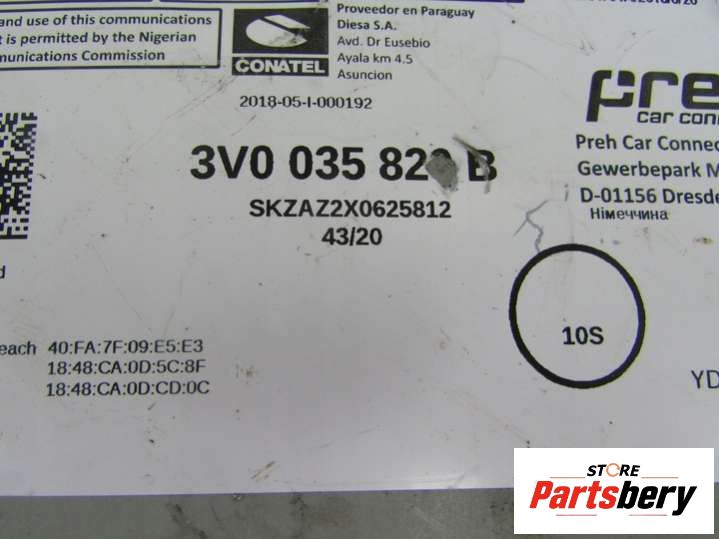 and use of this communications
t is permitted by the Nigerian
munications Commission
CONATEL
Proveedor en Paraguay
Diesa S.A.
Avd. Dr Eusebio
Ayala km 4.5
Asuncion
2018-05-I-000192
3V0 035 82 B
SKZAZ2X0625812
43/20
preh
car conn
Preh Car Connec
Gewerbepark M
D-01156 Dresde
Німеччина
d
each 40:FA:7F:09:E5:E3
18:48:CA:0D:5C:8F
18:48:CA:0D:CD:0C
10S
YD
STORE
Partsbery